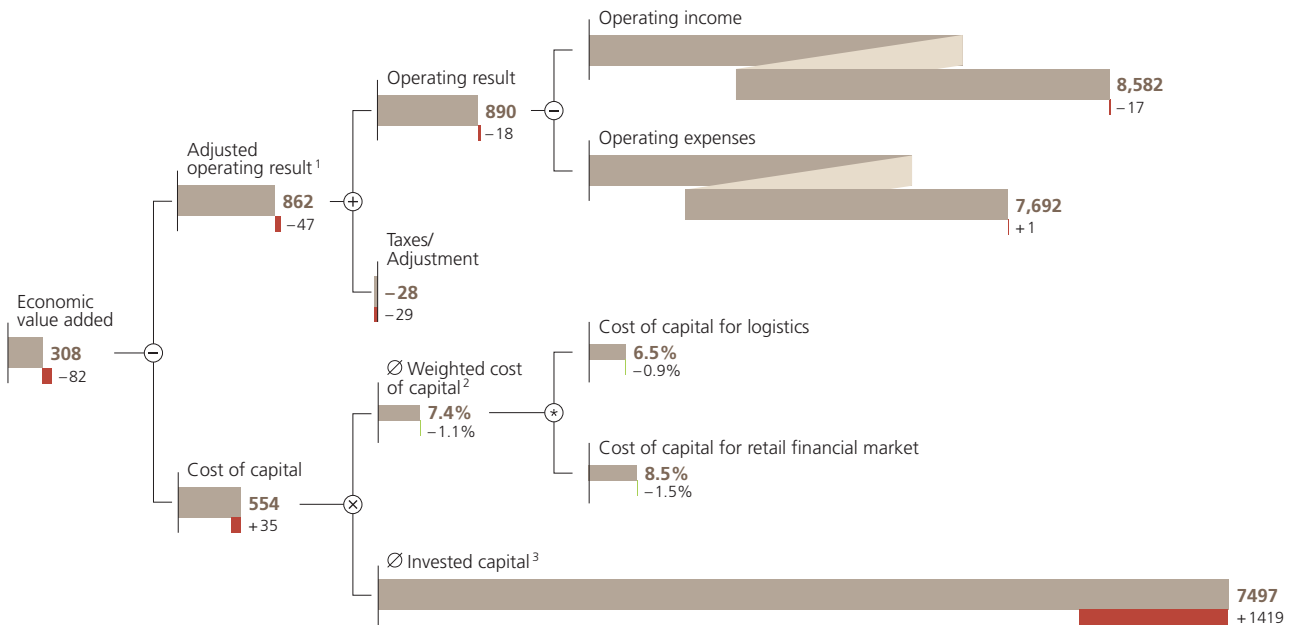 Operating income
8,582
−17
Operating result
890
−18
Operating expenses
7,692
+1
Adjusted
operating result 1
862
−47
Taxes/
Adjustment
−28
−29
Economic
value added
308
−82
Cost of capital for logistics
6.5%
−0.9%
∅ Weighted cost
of capital 2
7.4%
−1.1%
Cost of capital for retail financial market
8.5%
−1.5%
Cost of capital
554
+35
∅ Invested capital 3
7497
+1419